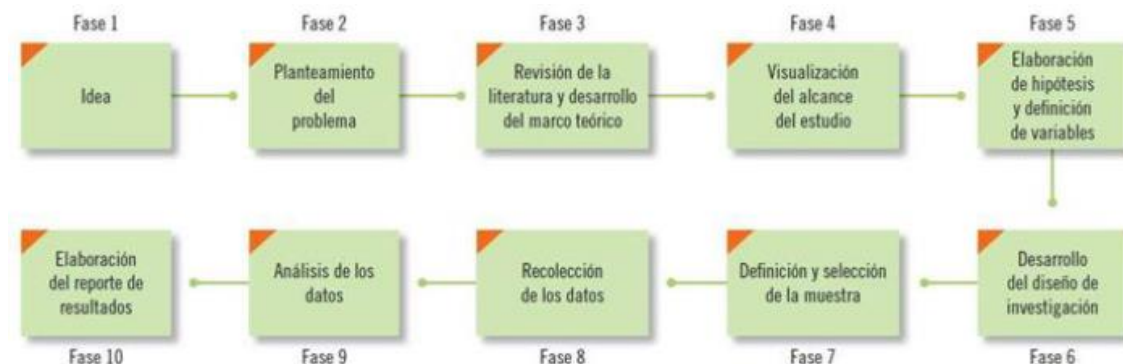 Fase 1
Idea
Fase 2
Planteamiento
del
problema
Fase 3
Revisión de la
literatura y desarrollo
del marco teórico
Fase 4
Visualización
del alcance
del estudio
Fase 5
Elaboración
de hipótesis
y definición
de variables
Desarrollo
del diseño de
investigación
Fase 6
Definición y selección
de la muestra
Fase 7
Recolección
de los datos
Fase 8
Análisis de los
datos
Fase 9
Elaboración
del reporte de
resultados
Fase 10